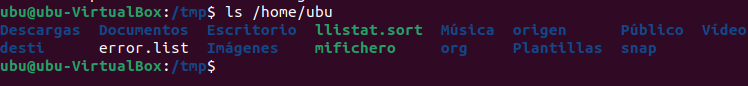 ubu@ubu-VirtualBox:/tmp$ ls /home/ubu
Descargas Documentos Escritorio llistat.sort Música origen Público Vídeo
desti error.list Imágenes mifichero org Plantillas snap
ubu@ubu-VirtualBox:/tmp$